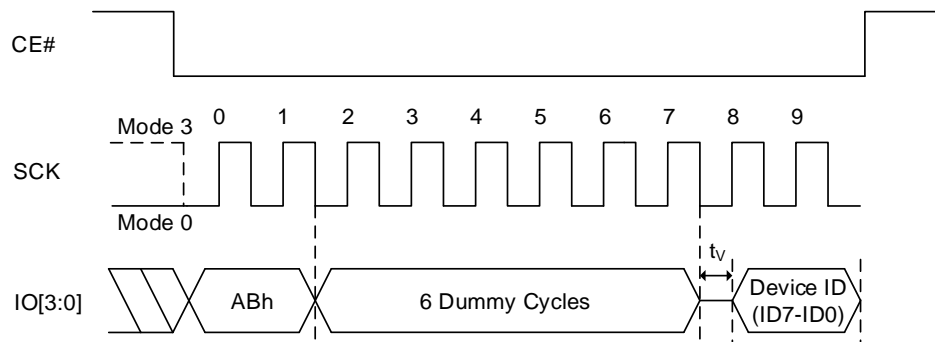 CE#
0 1 2 3 4 5 6 7 8 9
Mode 3
SCK
Mode 0
tV
IO[3:0]
ABh
6 Dummy Cycles
Device ID
(ID7-ID0)